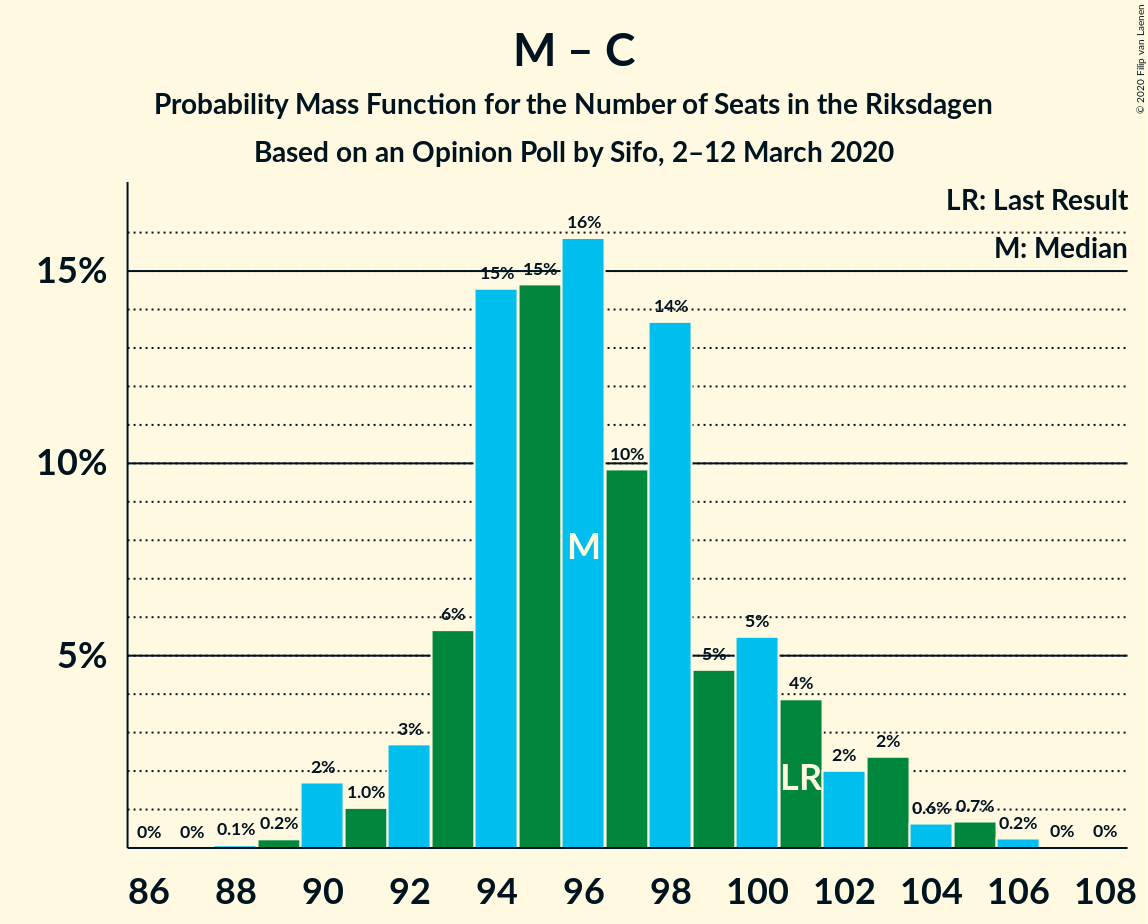 M – C
Probability Mass Function for the Number of Seats in the Riksdagen
Based on an Opinion Poll by Sifo, 2–12 March 2020
© 2020 Filip van Laenen
LR: Last Result
M: Median
15%
10%
5%
0%
0%
0.1%
0.2%
2%
1.0%
3%
6%
15%
15%
16%
10%
14%
5%
5%
4%
2%
2%
0.6%
0.7%
0.2%
0%
0%
M
LR
86 88 90 92 94 96 98 100 102 104 106 108